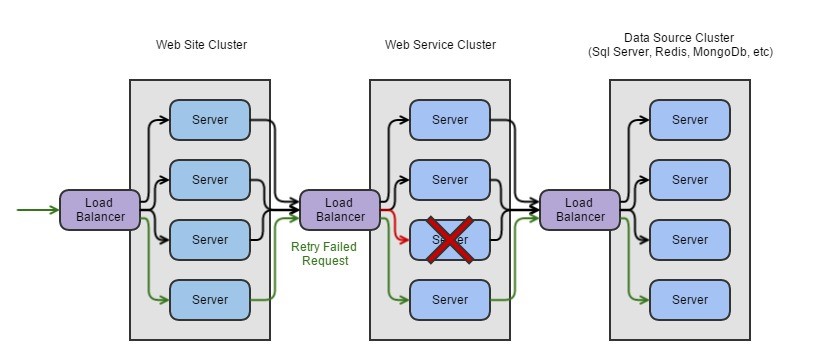 Web Site Cluster
Web Service Cluster
Data Source Cluster
(Sql Server, Redis, MongoDb, etc)
Load
Balancer
Server
Server
Server
Server
Load
Balancer
Retry Failed
Request
Server
Server
Server
Server
Load
Balancer
Server
Server
Server
Server